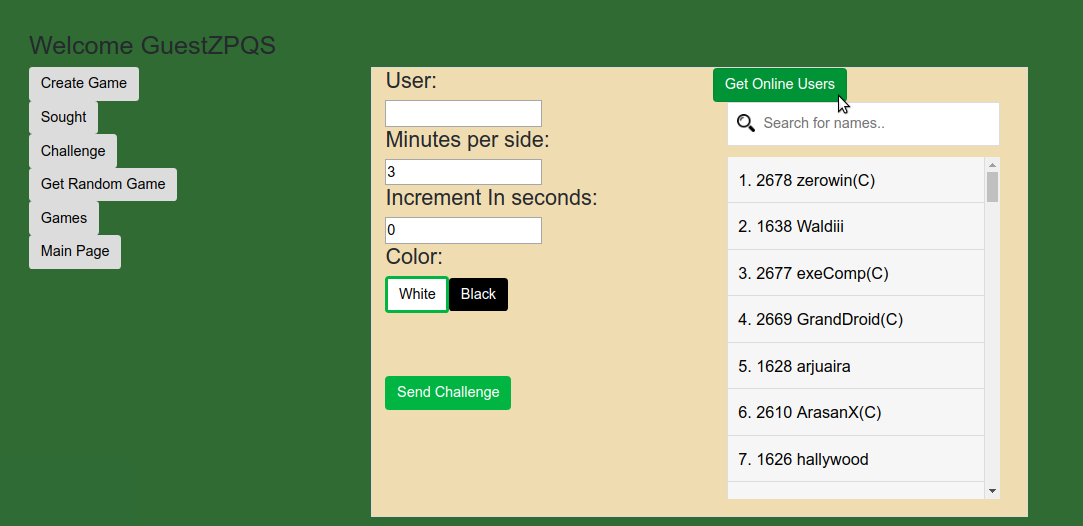 Welcome GuestZPQS
Create Game
Sought
Challenge
Get Random Game
Games
Main Page
User:
Minutes per side:
3
Increment In seconds:
0
Color:
White Black
Send Challenge
Get Online Users
Search for names..
1. 2678 zerowin(C)
2. 1638 Waldiii
3. 2677 exeComp(C)
4. 2669 GrandDroid(C)
5. 1628 arjuaira
6. 2610 ArasanX(C)
7. 1626 hallywood